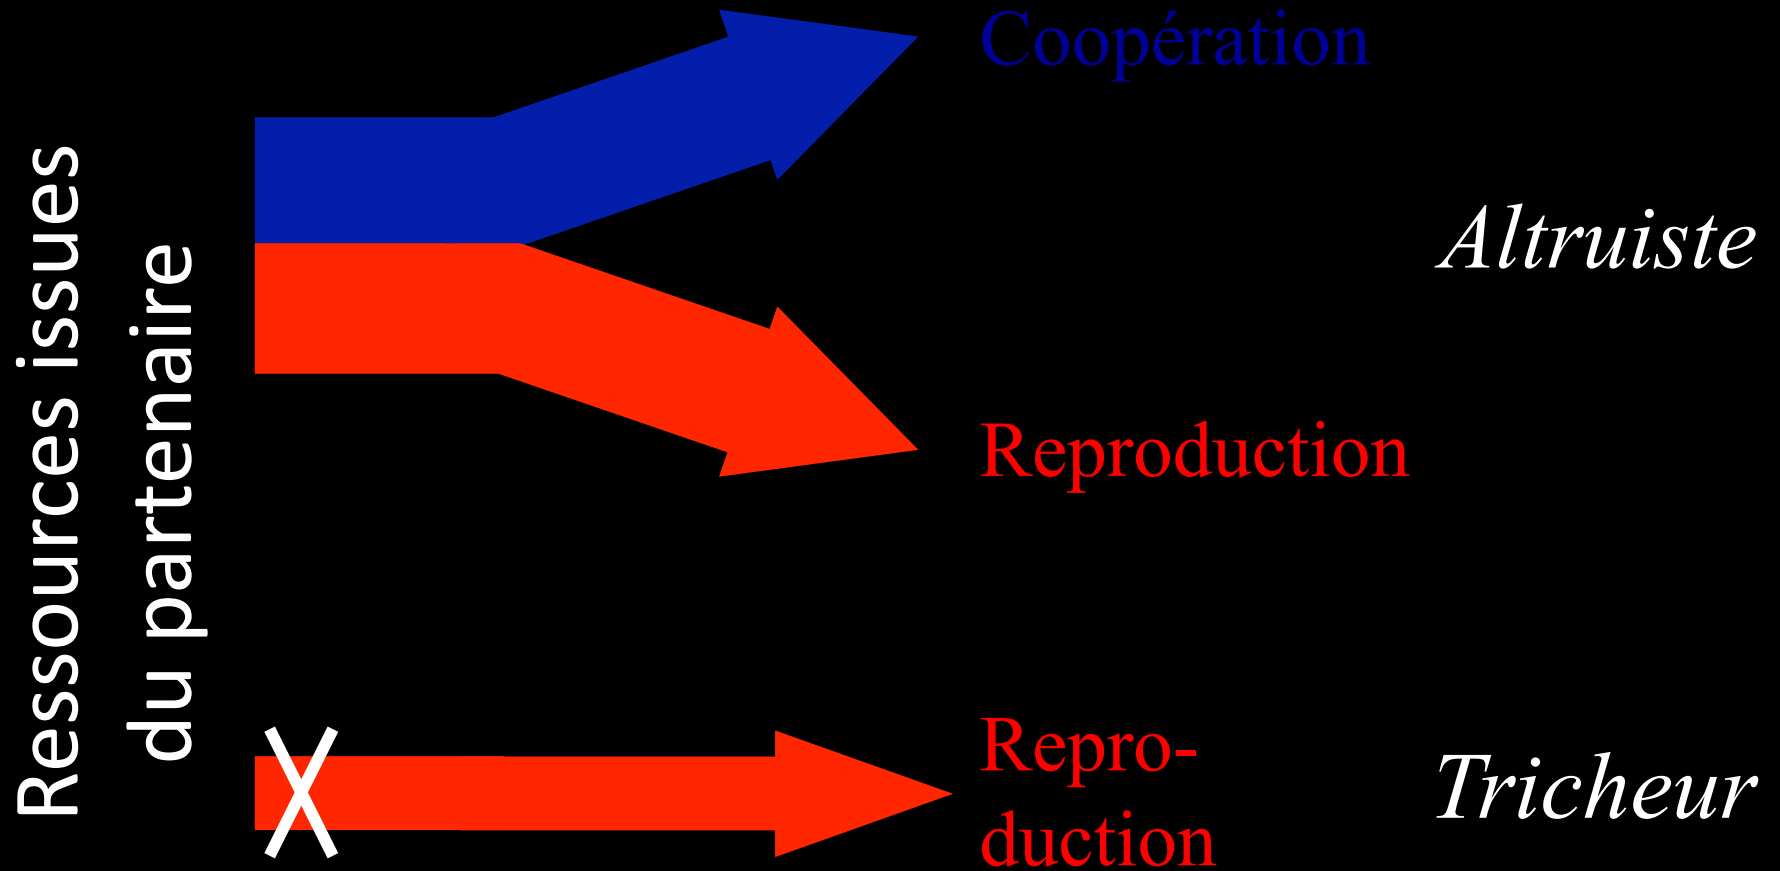 Ressources issues
du partenaire
Coopération
Altruiste
Reproduction
Repro-
duction
Tricheur